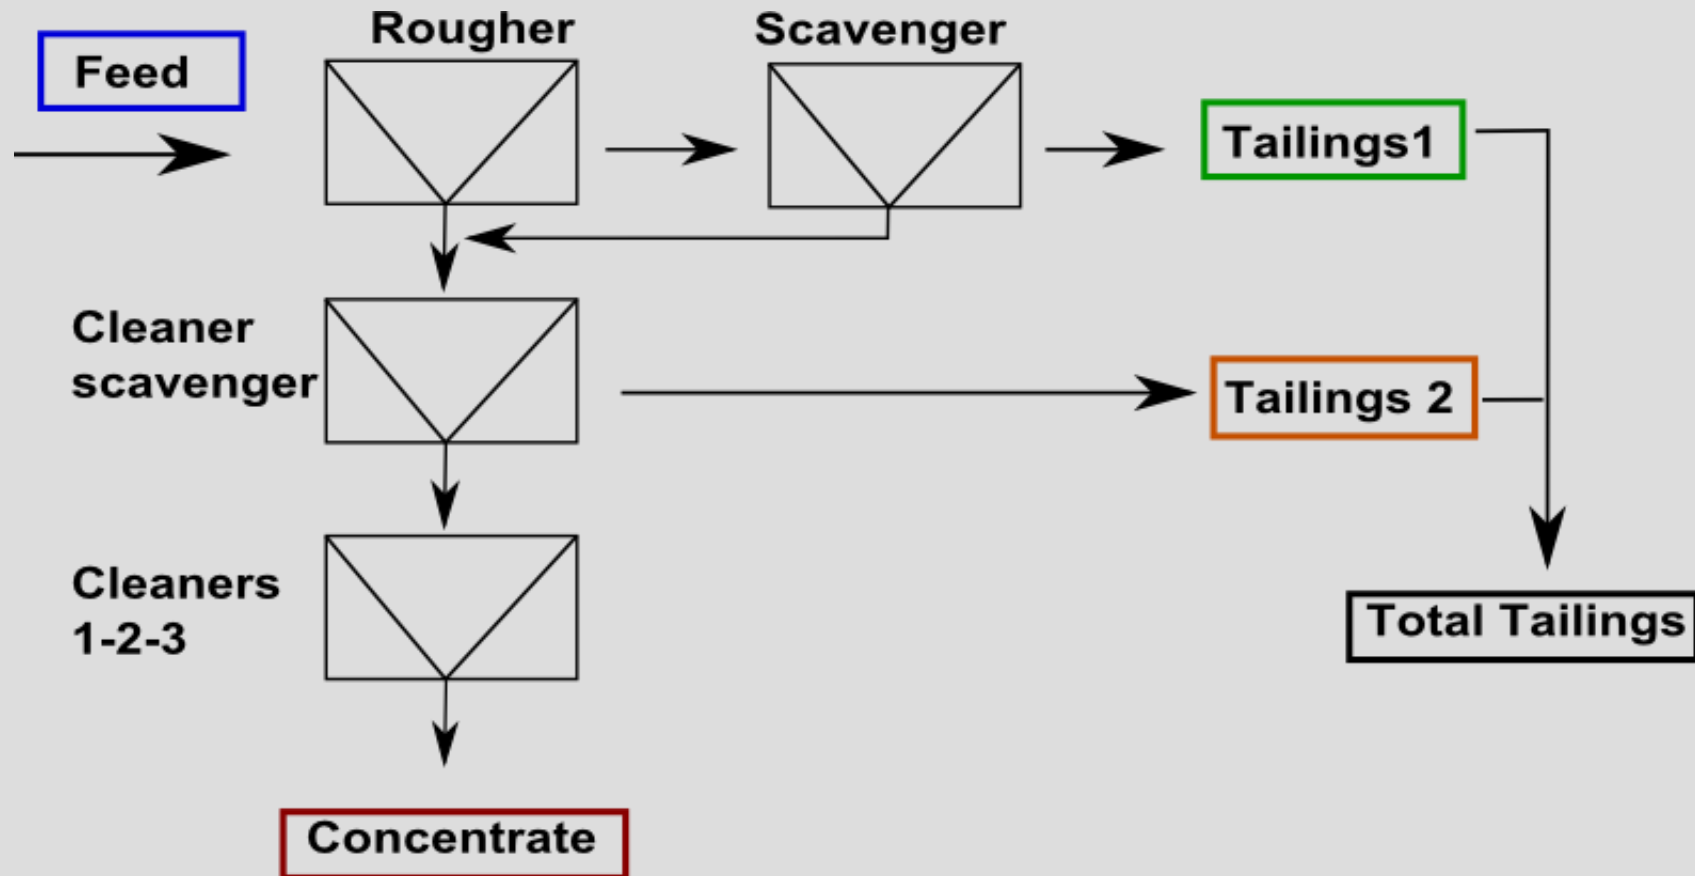 Rougher
Scavenger
Feed
Tailings1
Cleaner
scavenger
Tailings 2
Cleaners
1-2-3
Total Tailings
Concentrate